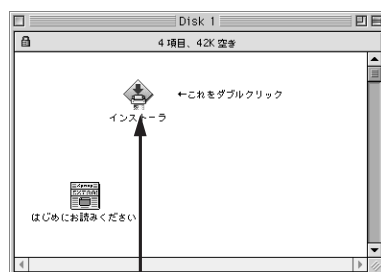 Disk 1
4 項目、42K 空き
←これをダブルクリック
インストーラ
はじめにお読みください